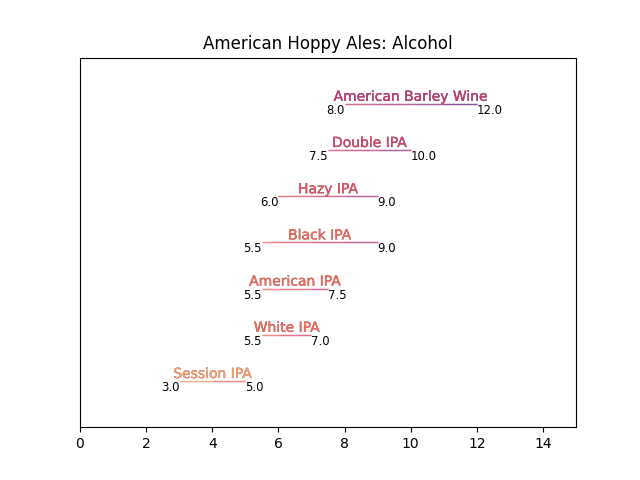 American Hoppy Ales: Alcohol
American Barley Wine
8.0 12.0
Double IPA
7.5 10.0
Hazy IPA
6.0 9.0
Black IPA
5.5 9.0
American IPA
5.5 7.5
White IPA
5.5 7.0
Session IPA
3.0 5.0
0 2 4 6 8 10 12 14